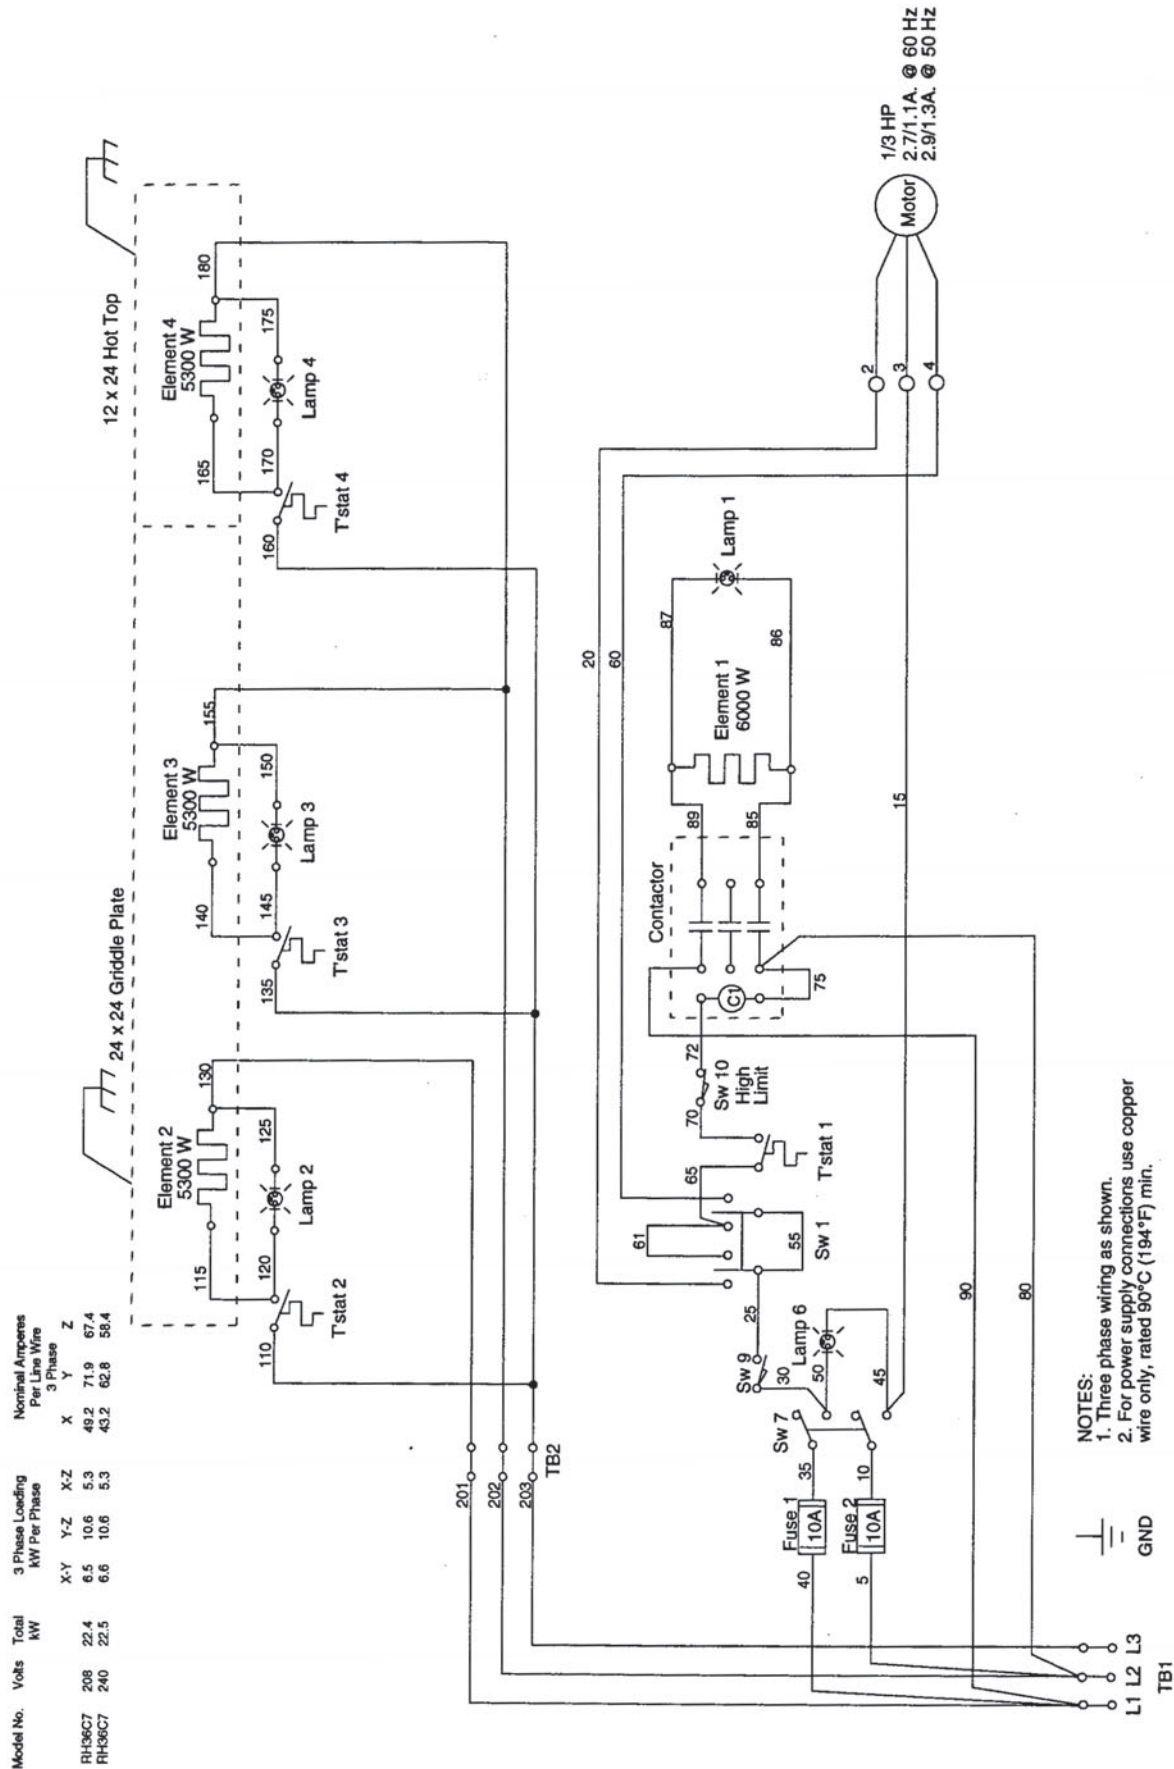 Model No. Volts Total kW 3 Phase Loading kW Per Phase Nominal Amperes Per Line Wire 3 Phase
X-Y Y-Z X-Z X Y Z
RH36C7 208 22.4 6.5 10.6 5.3 49.2 71.9 67.4
RH36C7 240 22.5 6.6 10.6 5.3 43.2 62.8 58.4
24 x 24 Griddle Plate
12 x 24 Hot Top
Element 2
5300 W
115
130
120
125
Lamp 2
110
T'stat 2
Element 3
5300 W
140
155
145
150
Lamp 3
135
T'stat 3
Element 4
5300 W
165
180
170
175
Lamp 4
160
T'stat 4
201
202
203
TB2
20
60
61
55
Sw 1
65
T'stat 1
70
Sw 10
High
Limit
72
Contactor
C1
75
89
85
87
86
Element 1
6000 W
Lamp 1
25
Sw 9
30
50
Lamp 6
45
Sw 7
35
10
Fuse 1
10A
Fuse 2
10A
40
5
15
90
80
2
3
4
Motor
1/3 HP
2.7/1.1A. @ 60 Hz
2.9/1.3A. @ 50 Hz
L1 L2 L3
TB1
GND
NOTES:
1. Three phase wiring as shown.
2. For power supply connections use copper
wire only, rated 90°C (194°F) min.